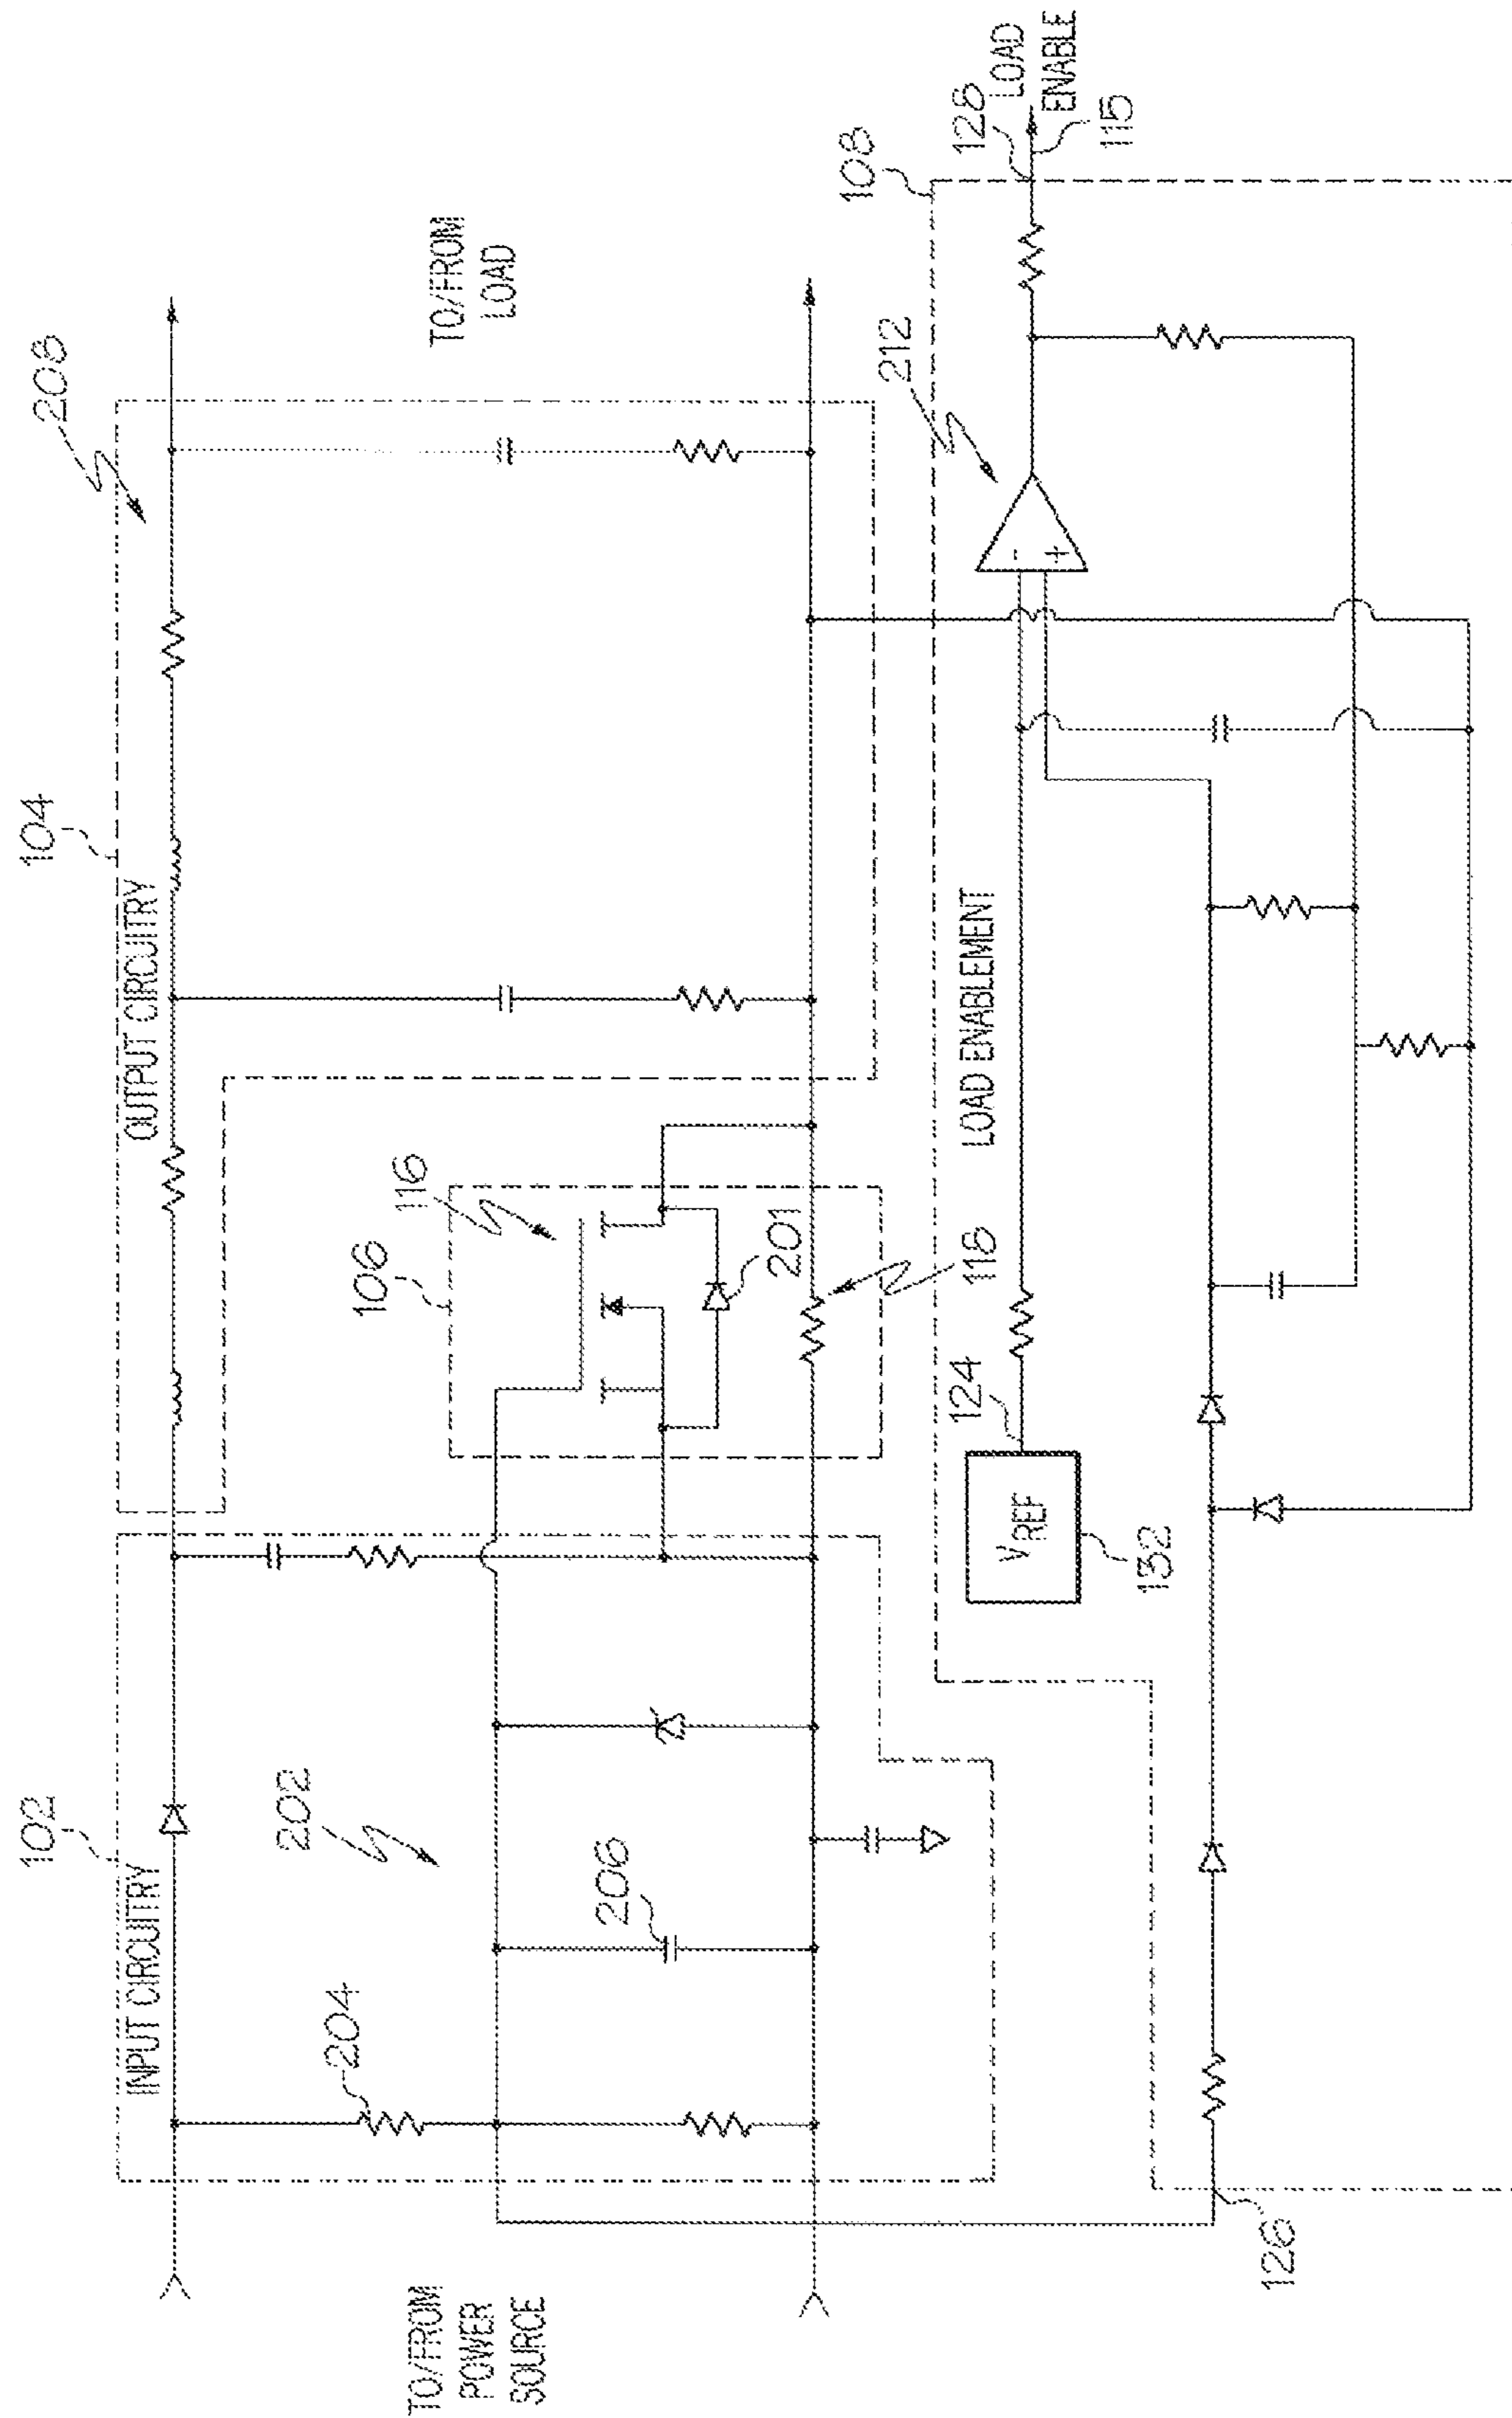 102
INPUT CIRCUITRY
104
OUTPUT CIRCUITRY
208
TO/FROM
POWER
SOURCE
204
202
206
106
116
201
118
TO/FROM
LOAD
108
LOAD ENABLEMENT
124
VREF
132
126
212
-
+
128
LOAD
ENABLE
115